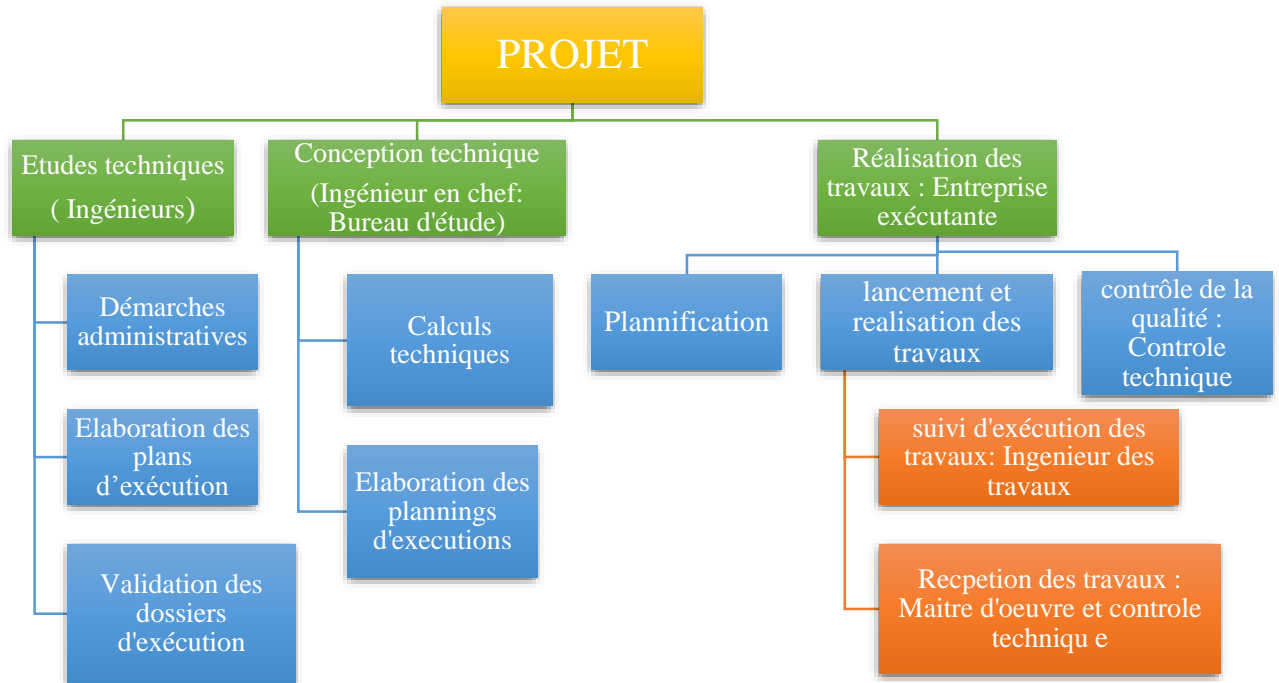 PROJET
Etudes techniques
( Ingénieurs)
Conception technique
(Ingénieur en chef:
Bureau d'étude)
Réalisation des
travaux : Entreprise
exécutante
Démarches
administratives
Elaboration des
plans
d’exécution
Validation des
dossiers
d'exécution
Calculs
techniques
Elaboration des
plannings
d'executions
Plannification
lancement et
realisation des
travaux
contrôle de la
qualité :
Controle
technique
suivi d'exécution des
travaux: Ingenieur des
travaux
Recpetion des travaux :
Maitre d'oeuvre et controle
techniqu e